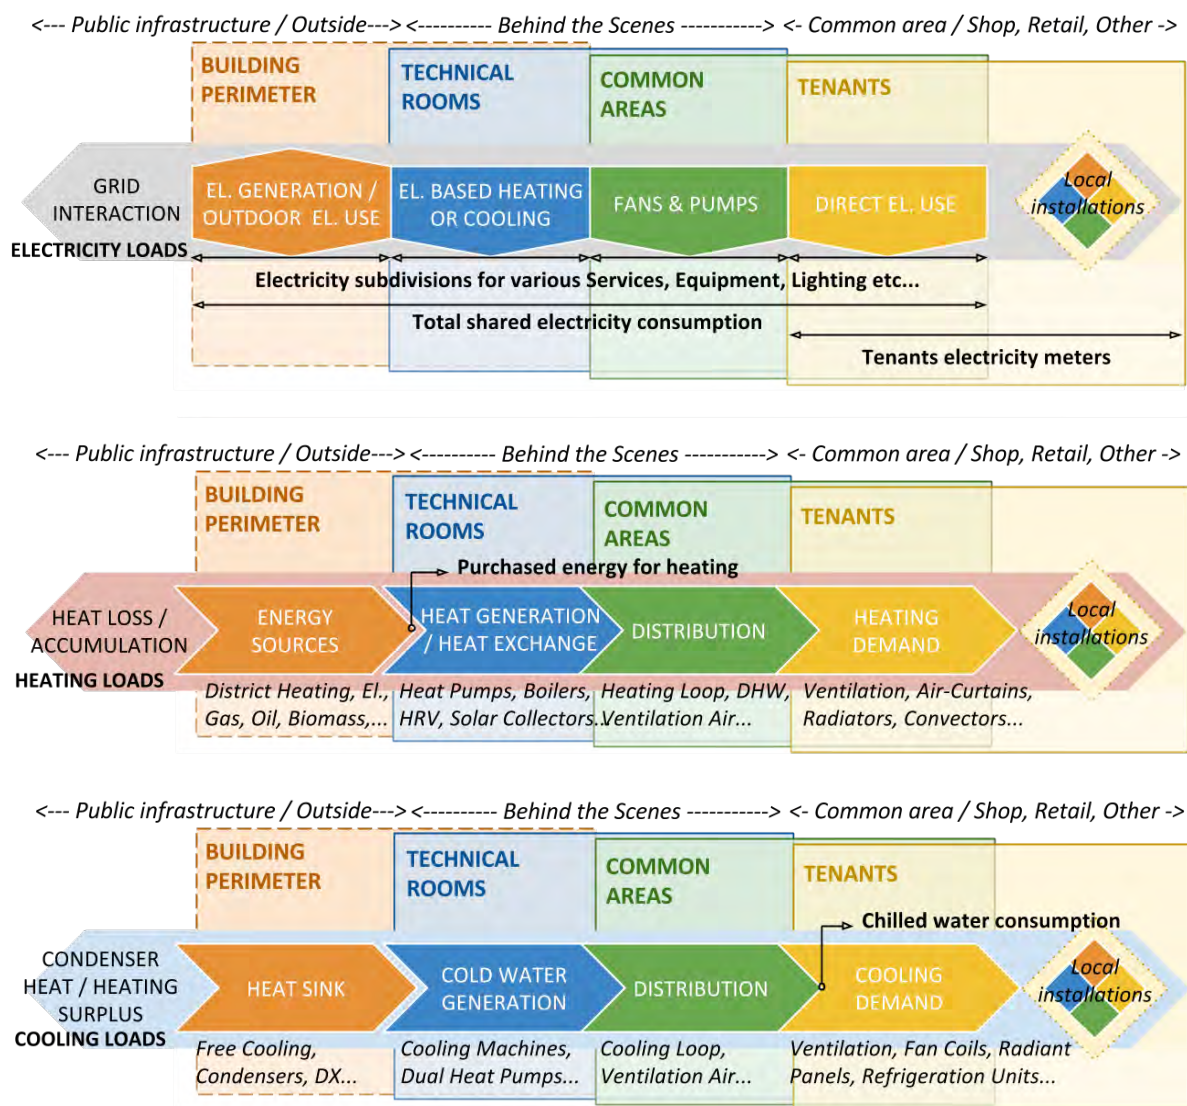 <--- Public infrastructure / Outside---> <---------- Behind the Scenes ----------> <- Common area / Shop, Retail, Other ->
BUILDING
PERIMETER
TECHNICAL
ROOMS
COMMON
AREAS
TENANTS
GRID
INTERACTION
ELECTRICITY LOADS
EL. GENERATION /
OUTDOOR EL. USE
EL. BASED HEATING
OR COOLING
FANS & PUMPS
DIRECT EL. USE
Local
installations
Electricity subdivisions for various Services, Equipment, Lighting etc...
Total shared electricity consumption
Tenants electricity meters
<--- Public infrastructure / Outside---> <---------- Behind the Scenes ----------> <- Common area / Shop, Retail, Other ->
BUILDING
PERIMETER
TECHNICAL
ROOMS
COMMON
AREAS
TENANTS
Purchased energy for heating
HEAT LOSS /
ACCUMULATION
HEATING LOADS
ENERGY
SOURCES
HEAT GENERATION
/ HEAT EXCHANGE
DISTRIBUTION
HEATING
DEMAND
Local
installations
District Heating, El.,
Gas, Oil, Biomass,...
Heat Pumps, Boilers,
HRV, Solar Collectors...
Heating Loop, DHW,
Ventilation Air...
Ventilation, Air-Curtains,
Radiators, Convectors...
<--- Public infrastructure / Outside---> <---------- Behind the Scenes ----------> <- Common area / Shop, Retail, Other ->
BUILDING
PERIMETER
TECHNICAL
ROOMS
COMMON
AREAS
TENANTS
Chilled water consumption
CONDENSER
HEAT / HEATING
SURPLUS
COOLING LOADS
HEAT SINK
COLD WATER
GENERATION
DISTRIBUTION
COOLING
DEMAND
Local
installations
Free Cooling,
Condensers, DX...
Cooling Machines,
Dual Heat Pumps...
Cooling Loop,
Ventilation Air...
Ventilation, Fan Coils, Radiant
Panels, Refrigeration Units...